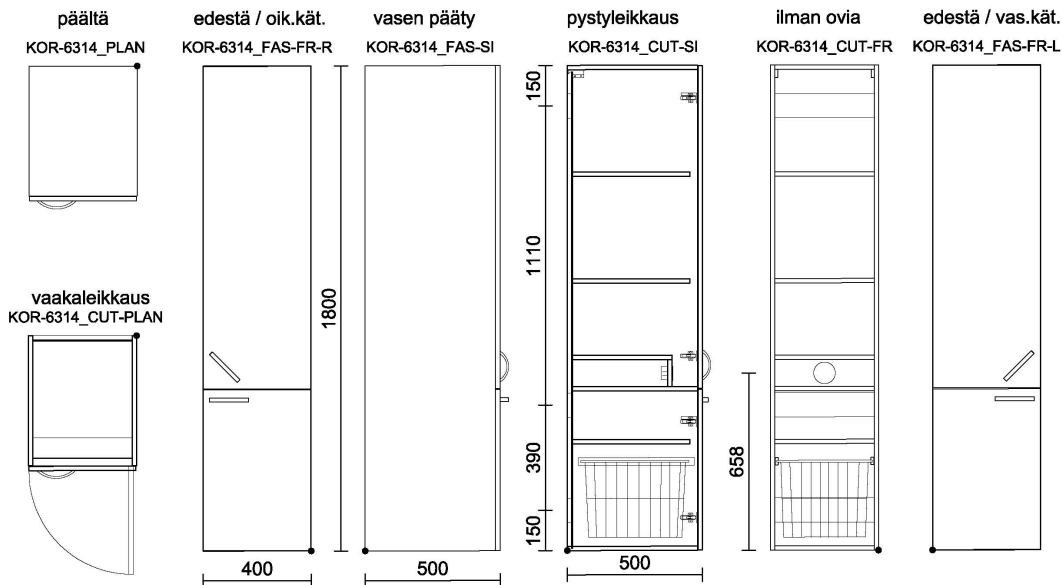 päältä
KOR-6314_PLAN
edestä / oik.kät.
KOR-6314_FAS-FR-R
vasen pääty
KOR-6314_FAS-SI
pystyleikkaus
KOR-6314_CUT-SI
ilman ovia
KOR-6314_CUT-FR
edestä / vas.kät.
KOR-6314_FAS-FR-L
vaakaleikkaus
KOR-6314_CUT-PLAN
1800
150
1110
390
150
658
400
500
500